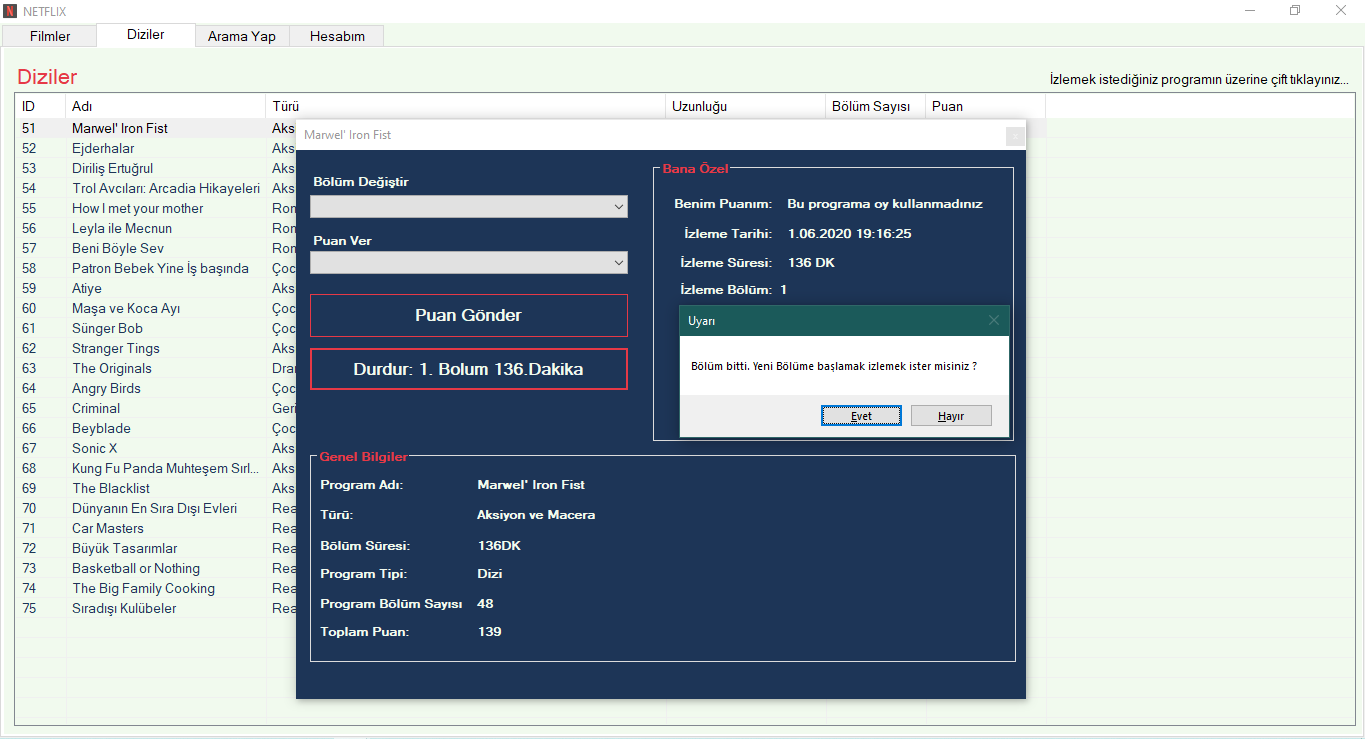 NETFLIX
Filmler Diziler Arama Yap Hesabım
Diziler
İzlemek istediğiniz programın üzerine çift tıklayınız...
ID Adı Türü Uzunluğu Bölüm Sayısı Puan
51 Marwel' Iron Fist Aks
52 Ejderhalar Aks
53 Diriliş Ertuğrul Aks
54 Trol Avcıları: Arcadia Hikayeleri Aks
55 How I met your mother Ron
56 Leyla ile Mecnun Ron
57 Beni Böyle Sev Ron
58 Patron Bebek Yine İş başında Çoc
59 Atiye Aks
60 Maşa ve Koca Ayı Çoc
61 Sünger Bob Çoc
62 Stranger Tings Aks
63 The Originals Dra
64 Angry Birds Çoc
65 Criminal Geri
66 Beyblade Çoc
67 Sonic X Aks
68 Kung Fu Panda Muhteşem Sırl... Aks
69 The Blacklist Aks
70 Dünyanın En Sıra Dışı Evleri Rea
71 Car Masters Rea
72 Büyük Tasarımlar Rea
73 Basketball or Nothing Rea
74 The Big Family Cooking Rea
75 Sıradışı Kulübeler Rea
Marwel' Iron Fist
Bölüm Değiştir
Puan Ver
Puan Gönder
Durdur: 1. Bolum 136.Dakika
Bana Özel
Benim Puanım: Bu programa oy kullanmadınız
İzleme Tarihi: 1.06.2020 19:16:25
İzleme Süresi: 136 DK
İzleme Bölüm: 1
Uyarı
Bölüm bitti. Yeni Bölüme başlamak izlemek ister misiniz ?
Evet Hayır
Genel Bilgiler
Program Adı: Marwel' Iron Fist
Türü: Aksiyon ve Macera
Bölüm Süresi: 136DK
Program Tipi: Dizi
Program Bölüm Sayısı 48
Toplam Puan: 139